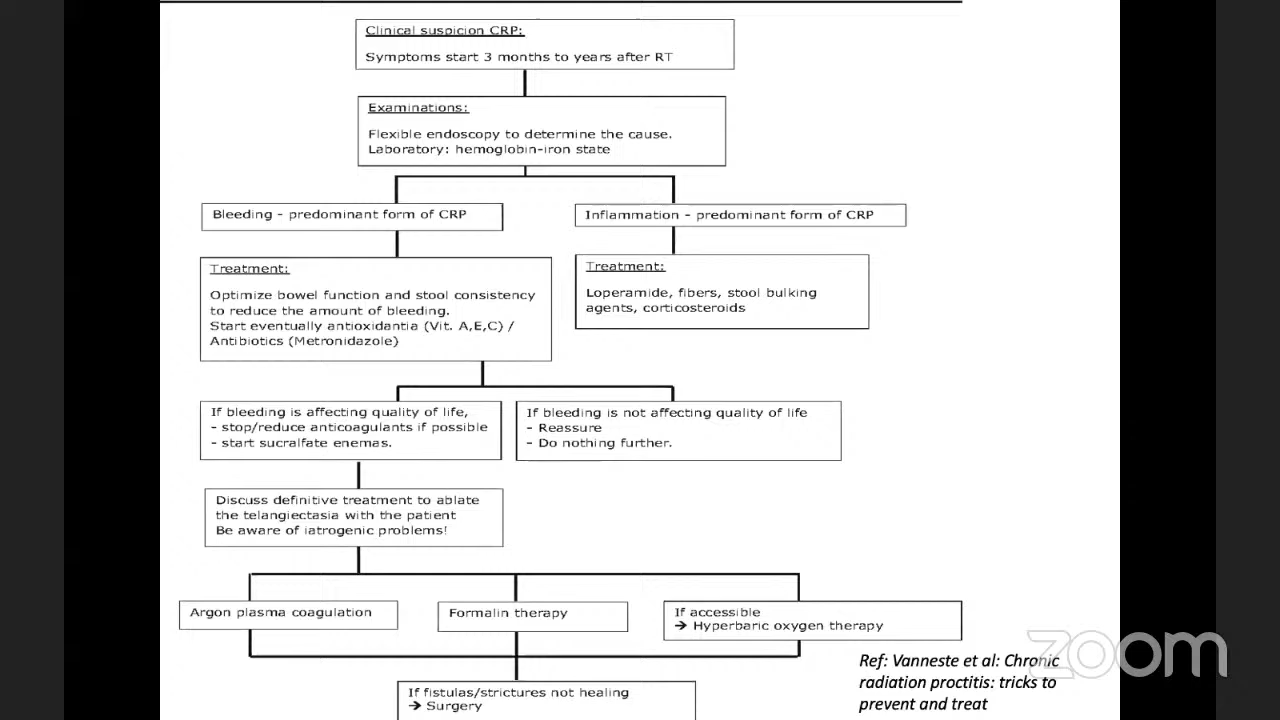 Clinical suspicion CRP:
Symptoms start 3 months to years after RT
Examinations:
Flexible endoscopy to determine the cause.
Laboratory: hemoglobin-iron state
Bleeding - predominant form of CRP
Inflammation - predominant form of CRP
Treatment:
Optimize bowel function and stool consistency
to reduce the amount of bleeding.
Start eventually antioxidantia (Vit. A,E,C) /
Antibiotics (Metronidazole)
Treatment:
Loperamide, fibers, stool bulking
agents, corticosteroids
If bleeding is affecting quality of life,
- stop/reduce anticoagulants if possible
- start sucralfate enemas.
If bleeding is not affecting quality of life
- Reassure
- Do nothing further.
Discuss definitive treatment to ablate
the telangiectasia with the patient
Be aware of iatrogenic problems!
Argon plasma coagulation
Formalin therapy
If accessible
→ Hyperbaric oxygen therapy
If fistulas/strictures not healing
→ Surgery
Ref: Vanneste et al: Chronic
radiation proctitis: tricks to
prevent and treat
zoom